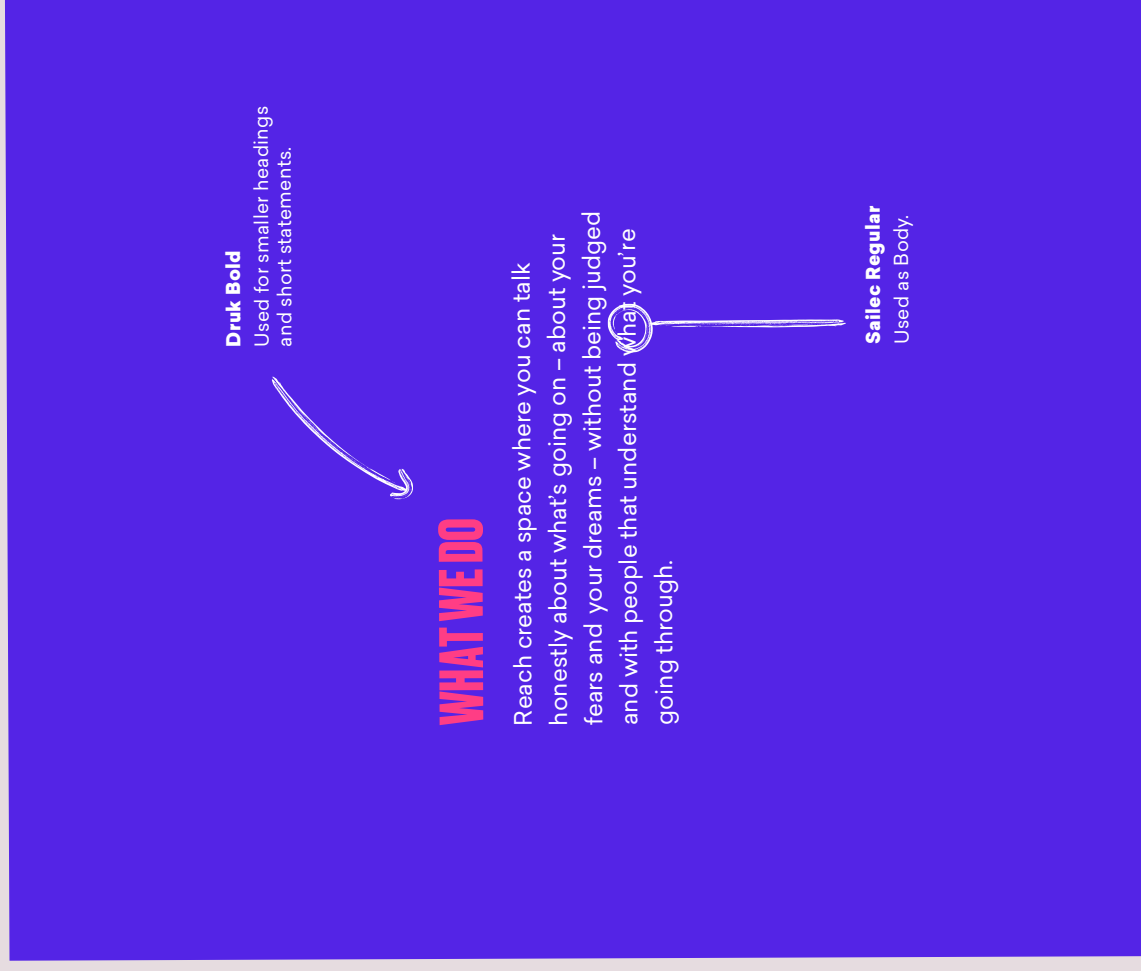 Druk Bold
Used for smaller headings
and short statements.
WHAT WE DO
Reach creates a space where you can talk
honestly about what’s going on – about your
fears and your dreams – without being judged
and with people that understand what you’re
going through.
Sailec Regular
Used as Body.